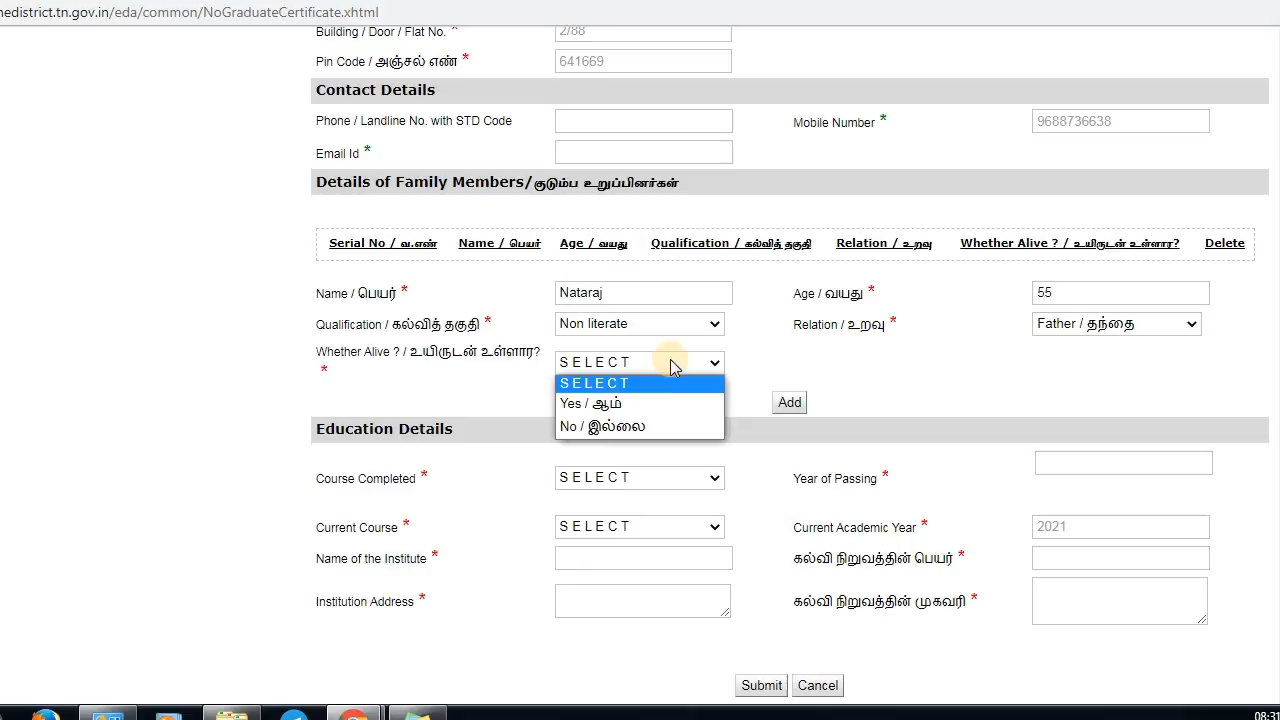 nedistrict.tn.gov.in/eda/common/NoGraduateCertificate.xhtml
Building / Door / Flat No. * 2/88
Pin Code / அஞ்சல் எண் * 641669
Contact Details
Phone / Landline No. with STD Code Mobile Number * 9688736638
Email Id *
Details of Family Members/குடும்ப உறுப்பினர்கள்
Serial No / வ.எண் Name / பெயர் Age / வயது Qualification / கல்வித் தகுதி Relation / உறவு Whether Alive ? / உயிருடன் உள்ளார? Delete
Name / பெயர் * Nataraj Age / வயது * 55
Qualification / கல்வித் தகுதி * Non literate Relation / உறவு * Father / தந்தை
Whether Alive ? / உயிருடன் உள்ளார? * S E L E C T
S E L E C T
Yes / ஆம்
No / இல்லை
Add
Education Details
Course Completed * S E L E C T Year of Passing *
Current Course * S E L E C T Current Academic Year * 2021
Name of the Institute * கல்வி நிறுவத்தின் பெயர் *
Institution Address * கல்வி நிறுவத்தின் முகவரி *
Submit Cancel